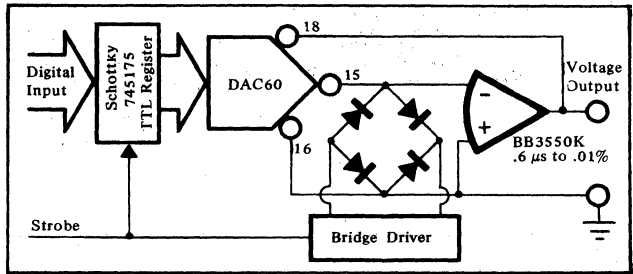 Digital
Input
Schottky
745175
TTL Register
DAC60
18
15
16
−
+
BB3550K
.6 μs to .01%
Voltage
Output
Strobe
Bridge Driver